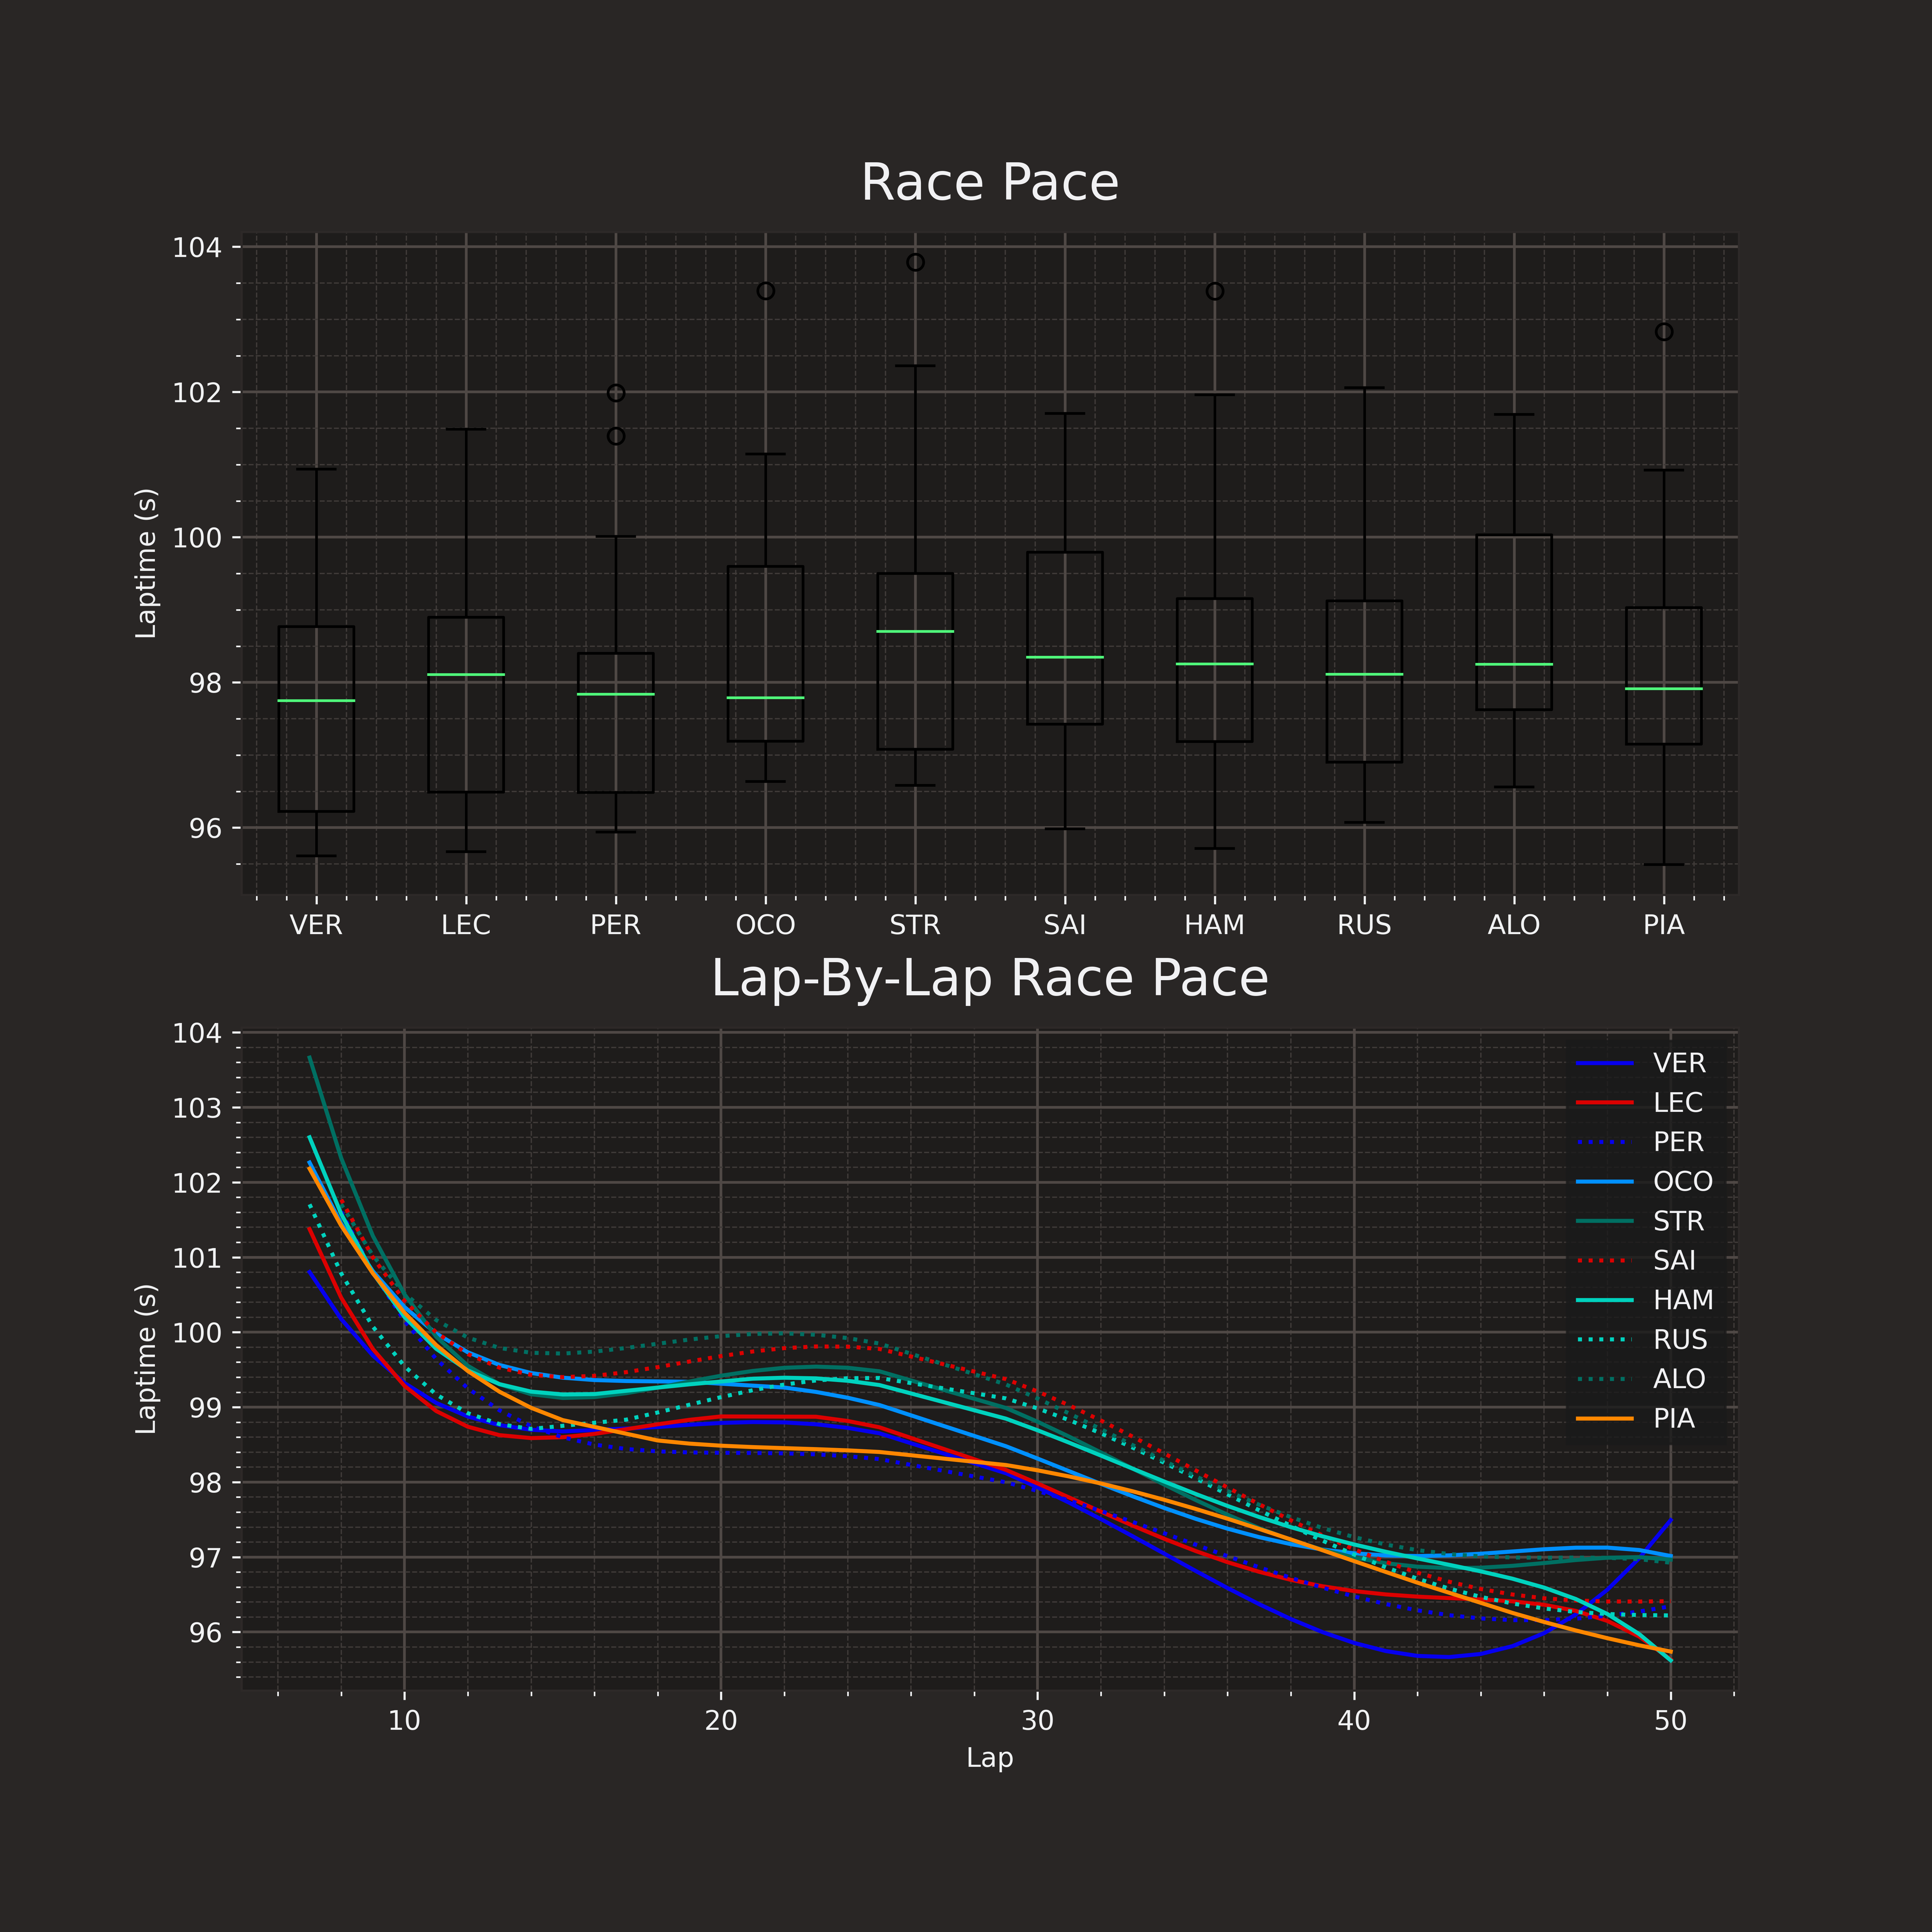 Race Pace
104
102
100
98
96
Laptime (s)
VER LEC PER OCO STR SAI HAM RUS ALO PIA
Lap-By-Lap Race Pace
104
103
102
101
100
99
98
97
96
Laptime (s)
VER
LEC
PER
OCO
STR
SAI
HAM
RUS
ALO
PIA
10 20 30 40 50
Lap